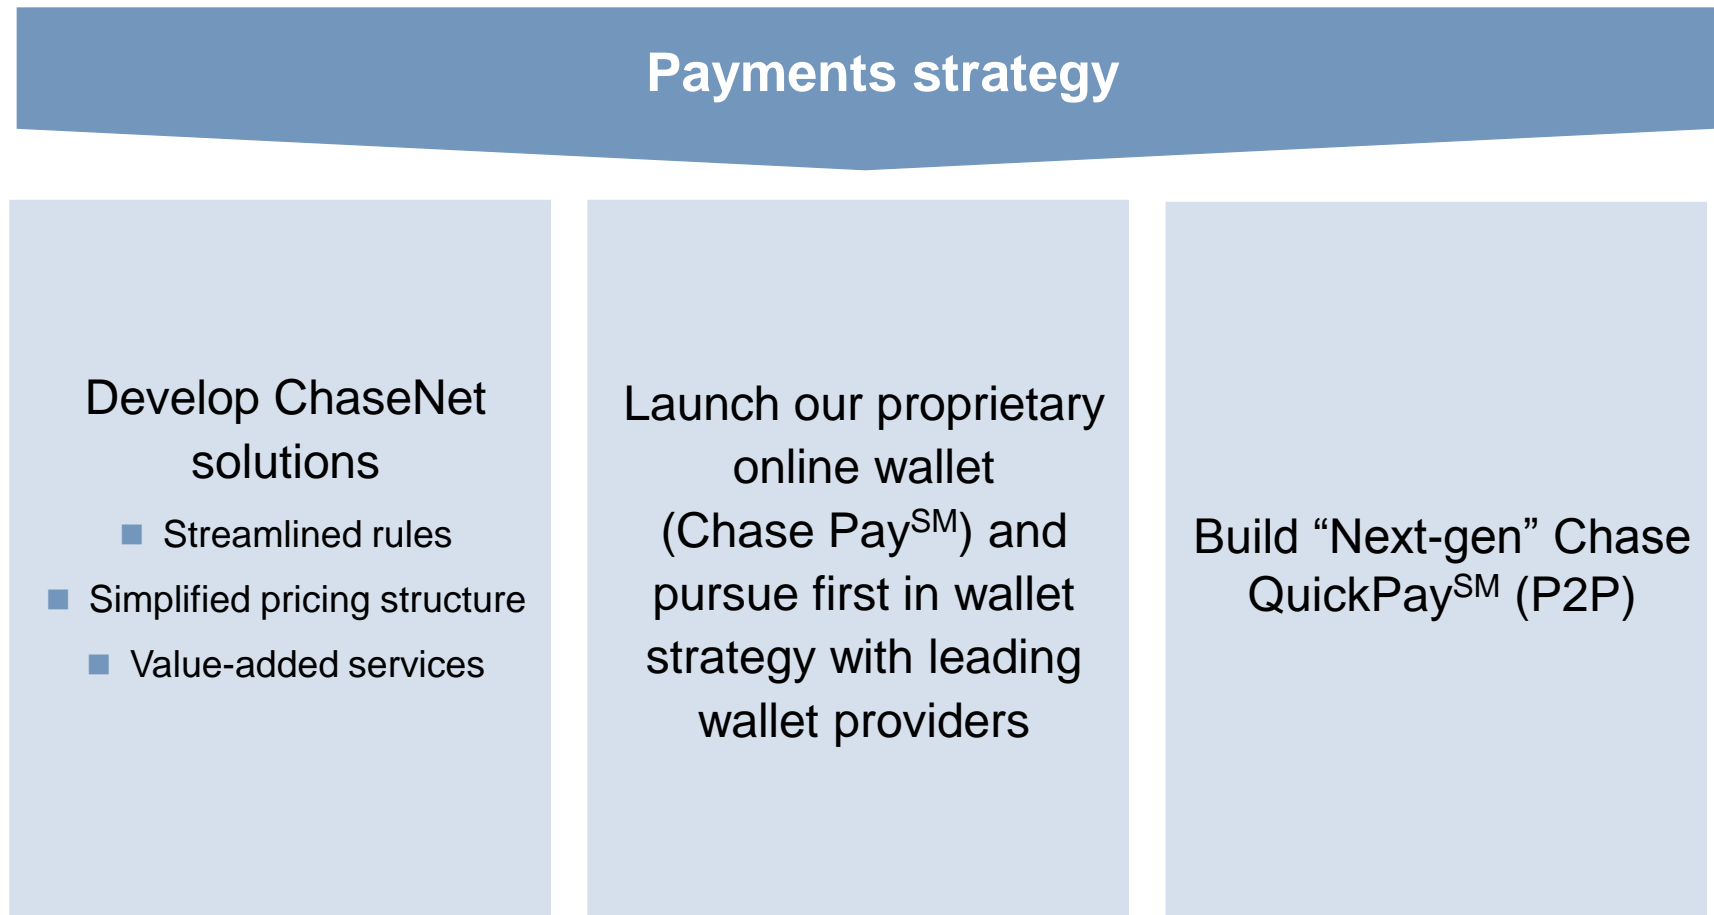 Payments strategy
Develop ChaseNet
solutions
Streamlined rules
Simplified pricing structure
Value-added services
Launch our proprietary
online wallet
(Chase PaySM) and
pursue first in wallet
strategy with leading
wallet providers
Build “Next-gen” Chase
QuickPaySM (P2P)